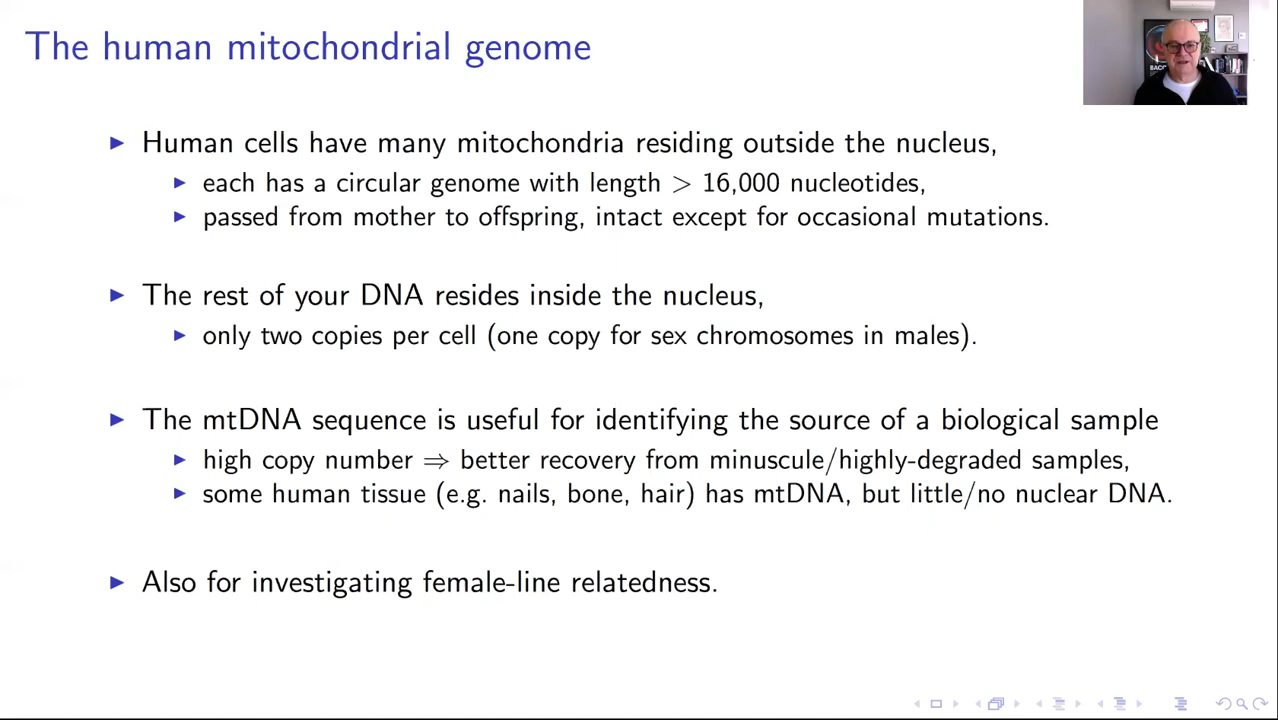 The human mitochondrial genome
Human cells have many mitochondria residing outside the nucleus,
each has a circular genome with length > 16,000 nucleotides,
passed from mother to offspring, intact except for occasional mutations.
The rest of your DNA resides inside the nucleus,
only two copies per cell (one copy for sex chromosomes in males).
The mtDNA sequence is useful for identifying the source of a biological sample
high copy number ⇒ better recovery from minuscule/highly-degraded samples,
some human tissue (e.g. nails, bone, hair) has mtDNA, but little/no nuclear DNA.
Also for investigating female-line relatedness.